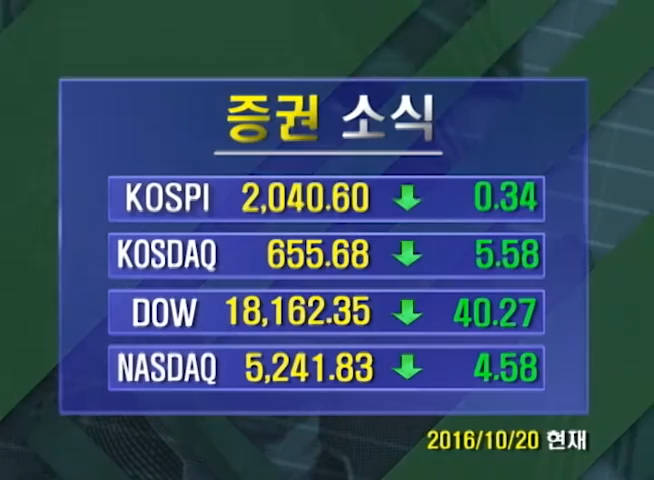 증권 소식
KOSPI 2,040.60 ↓ 0.34
KOSDAQ 655.68 ↓ 5.58
DOW 18,162.35 ↓ 40.27
NASDAQ 5,241.83 ↓ 4.58
2016/10/20 현재